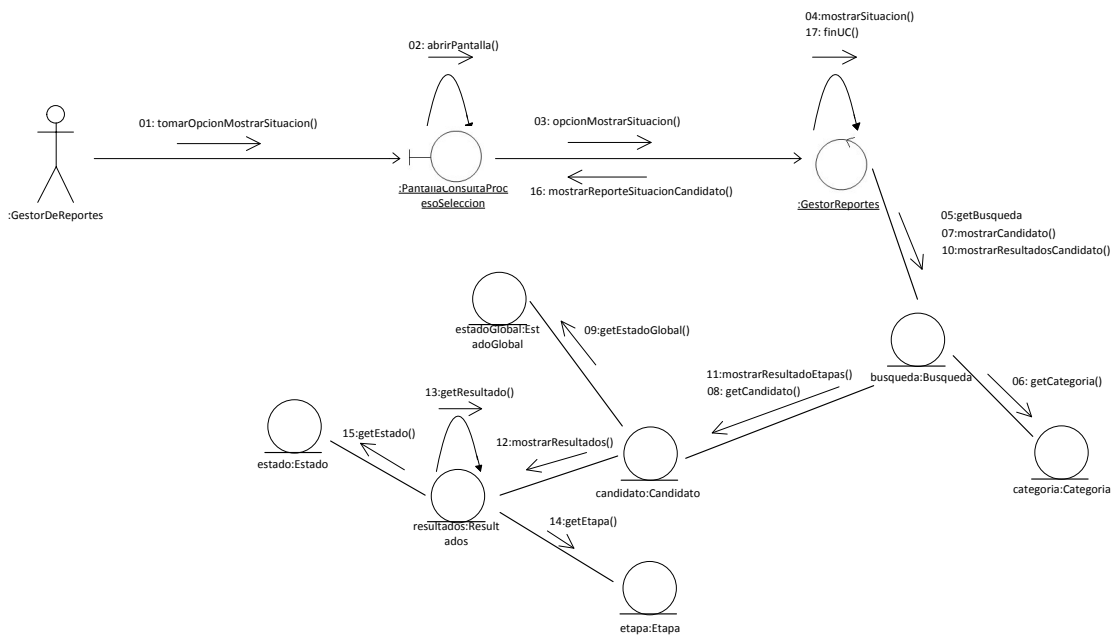 04:mostrarSituacion()
17: finUC()
02: abrirPantalla()
01: tomarOpcionMostrarSituacion()
03: opcionMostrarSituacion()
16: mostrarReporteSituacionCandidato()
:PantallaConsultaProc
esoSeleccion
:GestorReportes
:GestorDeReportes
05:getBusqueda
07:mostrarCandidato()
10:mostrarResultadosCandidato()
estadoGlobal:Est
adoGlobal
09:getEstadoGlobal()
busqueda:Busqueda
11:mostrarResultadoEtapas()
08: getCandidato()
06: getCategoria()
13:getResultado()
15:getEstado()
12:mostrarResultados()
estado:Estado
candidato:Candidato
categoria:Categoria
resultados:Result
ados
14:getEtapa()
etapa:Etapa